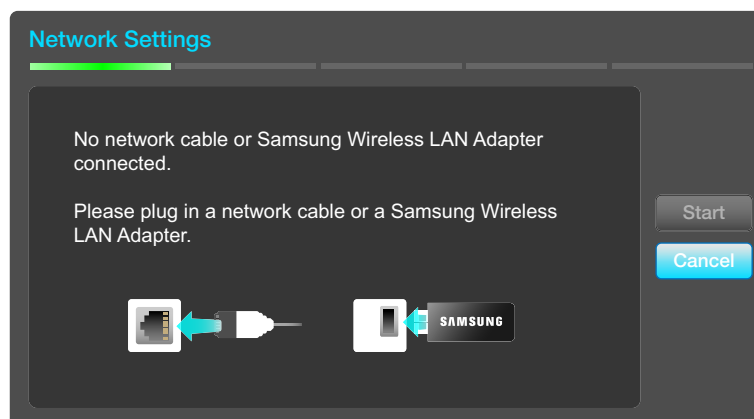 Network Settings
No network cable or Samsung Wireless LAN Adapter
connected.
Please plug in a network cable or a Samsung Wireless
LAN Adapter.
Start
Cancel
SAMSUNG